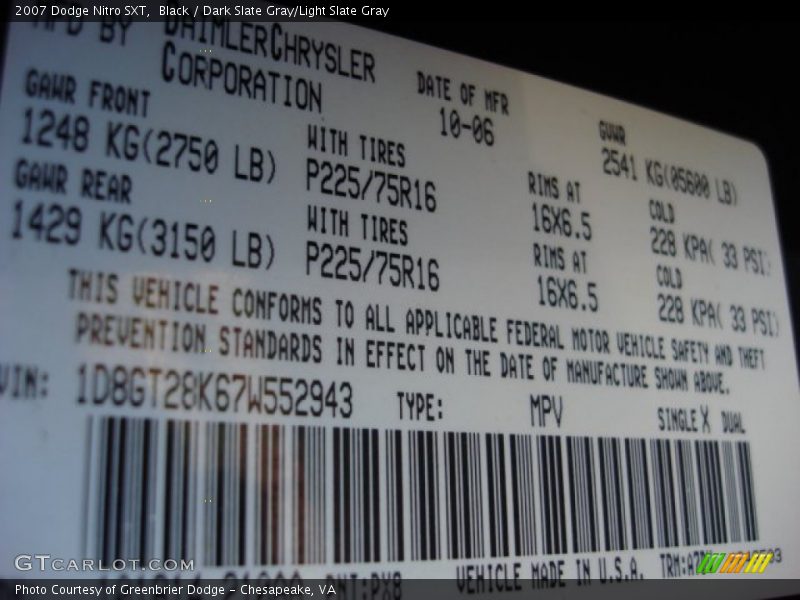 2007 Dodge Nitro SXT, Black / Dark Slate Gray/Light Slate Gray
MFD BY DAIMLERCHRYSLER
CORPORATION
DATE OF MFR
10-06
GVWR
2541 KG(05600 LB)
GAWR FRONT
1248 KG(2750 LB)
WITH TIRES
P225/75R16
RIMS AT
16X6.5
COLD
228 KPA( 33 PSI)
GAWR REAR
1429 KG(3150 LB)
WITH TIRES
P225/75R16
RIMS AT
16X6.5
COLD
228 KPA( 33 PSI)
THIS VEHICLE CONFORMS TO ALL APPLICABLE FEDERAL MOTOR VEHICLE SAFETY AND THEFT
PREVENTION STANDARDS IN EFFECT ON THE DATE OF MANUFACTURE SHOWN ABOVE.
VIN: 1D8GT28K67W552943 TYPE: MPV SINGLE X DUAL
PNT:PX8 VEHICLE MADE IN U.S.A. TRM:
GTCARLOT.COM
Photo Courtesy of Greenbrier Dodge - Chesapeake, VA